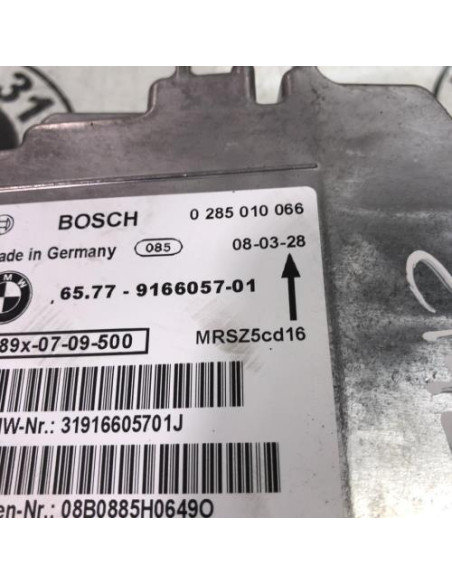 31
BOSCH 0 285 010 066
ade in Germany 085 08-03-28
65.77 - 9166057-01
89x-07-09-500 MRSZ5cd16
W-Nr.: 31916605701J
en-Nr.: 08B0885H0649O